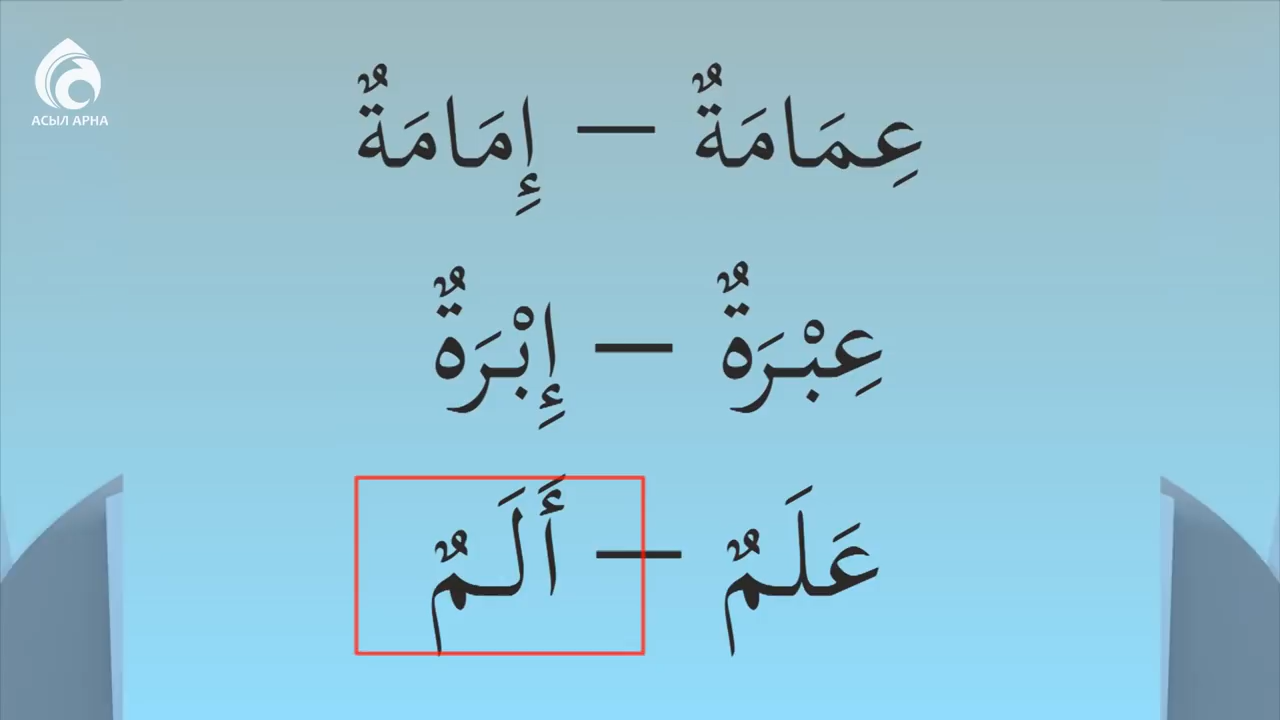 АСЫЛ АРНА
عِمَامَةٌ — إِمَامَةٌ
عِبْرَةٌ — إِبْرَةٌ
عَلَمٌ — أَلَمٌ